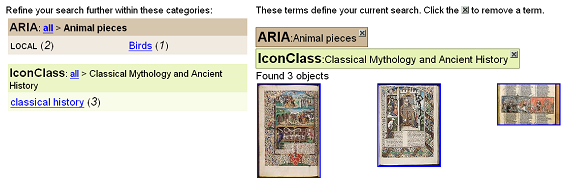 Refine your search further within these categories:
ARIA: all > Animal pieces
LOCAL (2) Birds (1)
IconClass: all > Classical Mythology and Ancient
History
classical history (3)
These terms define your current search. Click the ☒ to remove a term.
ARIA:Animal pieces ☒
IconClass:Classical Mythology and Ancient History ☒
Found 3 objects